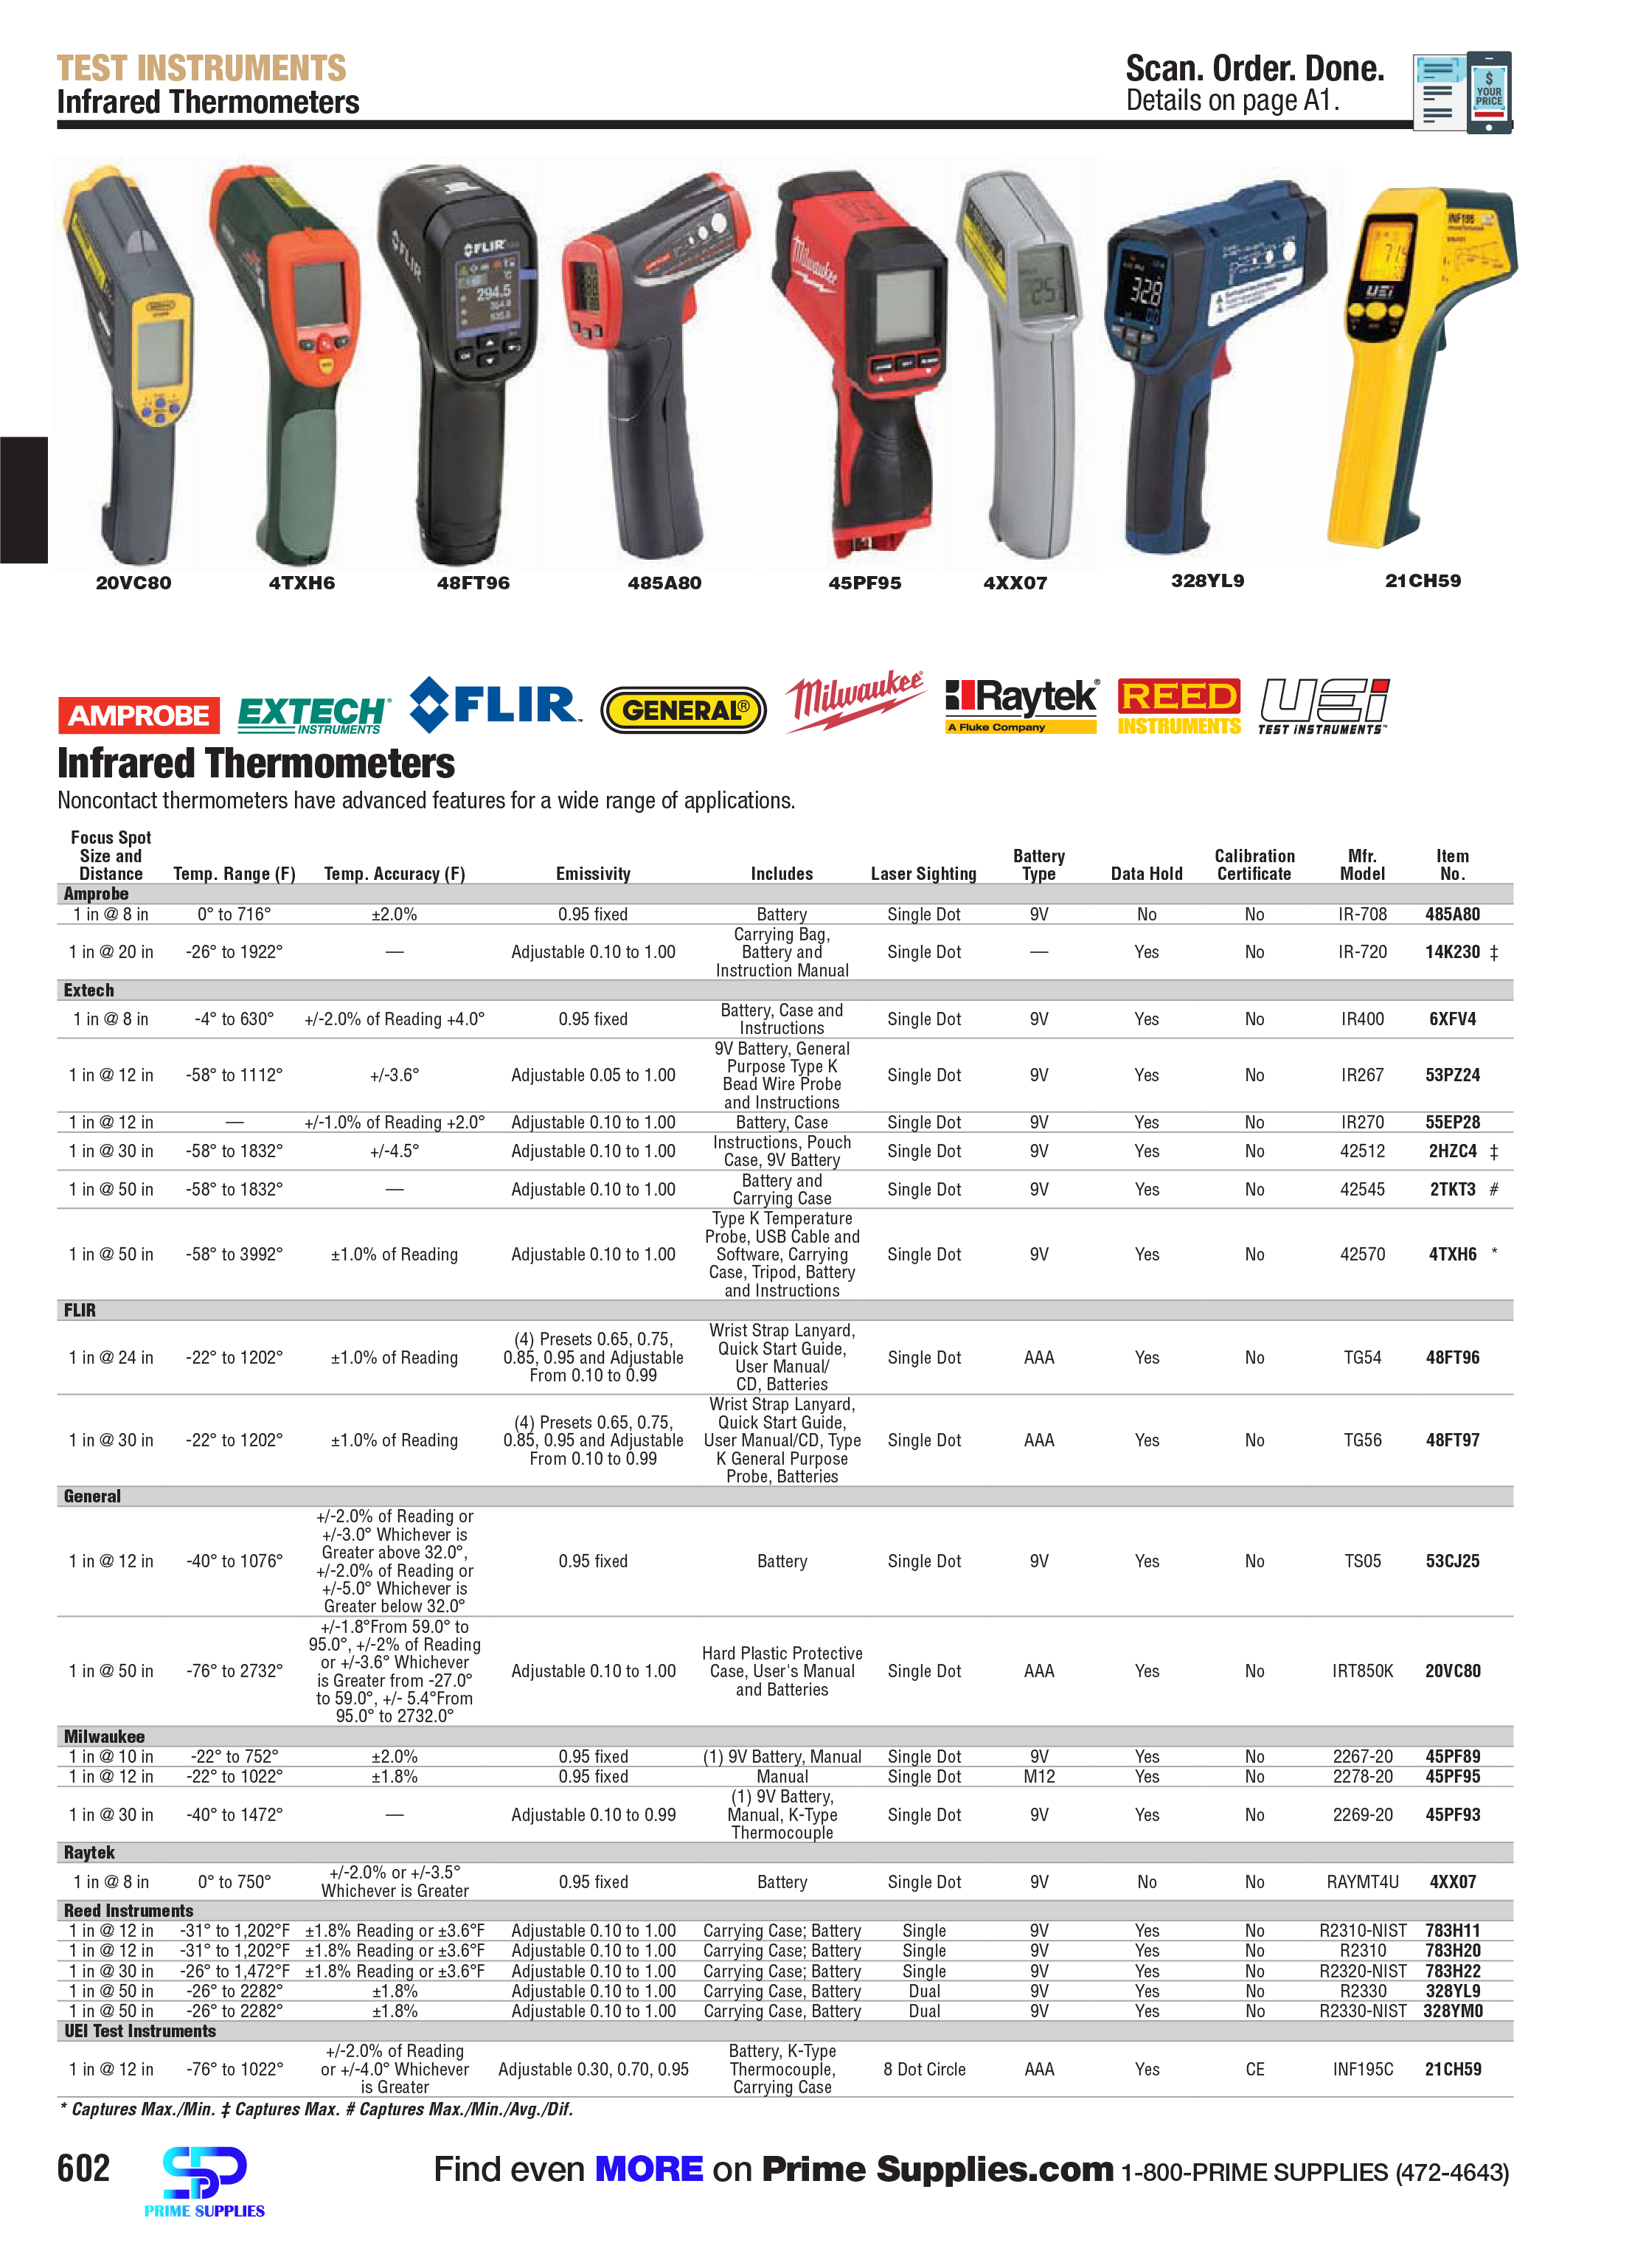 TEST INSTRUMENTS
Infrared Thermometers
Scan. Order. Done.
Details on page A1.
$
YOUR
PRICE
20VC80 4TXH6 48FT96 485A80 45PF95 4XX07 328YL9 21CH59
AMPROBE EXTECH INSTRUMENTS FLIR GENERAL® Milwaukee Raytek® A Fluke Company REED INSTRUMENTS UEi TEST INSTRUMENTS™
Infrared Thermometers
Noncontact thermometers have advanced features for a wide range of applications.
Focus Spot Size and Distance Temp. Range (F) Temp. Accuracy (F) Emissivity Includes Laser Sighting Battery Type Data Hold Calibration Certificate Mfr. Model Item No.
Amprobe
1 in @ 8 in 0° to 716° ±2.0% 0.95 fixed Battery Single Dot 9V No No IR-708 485A80
1 in @ 20 in -26° to 1922° — Adjustable 0.10 to 1.00 Carrying Bag, Battery and Instruction Manual Single Dot — Yes No IR-720 14K230 ‡
Extech
1 in @ 8 in -4° to 630° +/-2.0% of Reading +4.0° 0.95 fixed Battery, Case and Instructions Single Dot 9V Yes No IR400 6XFV4
1 in @ 12 in -58° to 1112° +/-3.6° Adjustable 0.05 to 1.00 9V Battery, General Purpose Type K Bead Wire Probe and Instructions Single Dot 9V Yes No IR267 53PZ24
1 in @ 12 in — +/-1.0% of Reading +2.0° Adjustable 0.10 to 1.00 Battery, Case Single Dot 9V Yes No IR270 55EP28
1 in @ 30 in -58° to 1832° +/-4.5° Adjustable 0.10 to 1.00 Instructions, Pouch Case, 9V Battery Single Dot 9V Yes No 42512 2HZC4 ‡
1 in @ 50 in -58° to 1832° — Adjustable 0.10 to 1.00 Battery and Carrying Case Single Dot 9V Yes No 42545 2TKT3 #
1 in @ 50 in -58° to 3992° ±1.0% of Reading Adjustable 0.10 to 1.00 Type K Temperature Probe, USB Cable and Software, Carrying Case, Tripod, Battery and Instructions Single Dot 9V Yes No 42570 4TXH6 *
FLIR
1 in @ 24 in -22° to 1202° ±1.0% of Reading (4) Presets 0.65, 0.75, 0.85, 0.95 and Adjustable From 0.10 to 0.99 Wrist Strap Lanyard, Quick Start Guide, User Manual/ CD, Batteries Single Dot AAA Yes No TG54 48FT96
1 in @ 30 in -22° to 1202° ±1.0% of Reading (4) Presets 0.65, 0.75, 0.85, 0.95 and Adjustable From 0.10 to 0.99 Wrist Strap Lanyard, Quick Start Guide, User Manual/CD, Type K General Purpose Probe, Batteries Single Dot AAA Yes No TG56 48FT97
General
1 in @ 12 in -40° to 1076° +/-2.0% of Reading or +/-3.0° Whichever is Greater above 32.0°, +/-2.0% of Reading or +/-5.0° Whichever is Greater below 32.0° 0.95 fixed Battery Single Dot 9V Yes No TS05 53CJ25
1 in @ 50 in -76° to 2732° +/-1.8°From 59.0° to 95.0°, +/-2% of Reading or +/-3.6° Whichever is Greater from -27.0° to 59.0°, +/- 5.4°From 95.0° to 2732.0° Adjustable 0.10 to 1.00 Hard Plastic Protective Case, User's Manual and Batteries Single Dot AAA Yes No IRT850K 20VC80
Milwaukee
1 in @ 10 in -22° to 752° ±2.0% 0.95 fixed (1) 9V Battery, Manual Single Dot 9V Yes No 2267-20 45PF89
1 in @ 12 in -22° to 1022° ±1.8% 0.95 fixed Manual Single Dot M12 Yes No 2278-20 45PF95
1 in @ 30 in -40° to 1472° — Adjustable 0.10 to 0.99 (1) 9V Battery, Manual, K-Type Thermocouple Single Dot 9V Yes No 2269-20 45PF93
Raytek
1 in @ 8 in 0° to 750° +/-2.0% or +/-3.5° Whichever is Greater 0.95 fixed Battery Single Dot 9V No No RAYMT4U 4XX07
Reed Instruments
1 in @ 12 in -31° to 1,202°F ±1.8% Reading or ±3.6°F Adjustable 0.10 to 1.00 Carrying Case; Battery Single 9V Yes No R2310-NIST 783H11
1 in @ 12 in -31° to 1,202°F ±1.8% Reading or ±3.6°F Adjustable 0.10 to 1.00 Carrying Case; Battery Single 9V Yes No R2310 783H20
1 in @ 30 in -26° to 1,472°F ±1.8% Reading or ±3.6°F Adjustable 0.10 to 1.00 Carrying Case; Battery Single 9V Yes No R2320-NIST 783H22
1 in @ 50 in -26° to 2282° ±1.8% Adjustable 0.10 to 1.00 Carrying Case, Battery Dual 9V Yes No R2330 328YL9
1 in @ 50 in -26° to 2282° ±1.8% Adjustable 0.10 to 1.00 Carrying Case, Battery Dual 9V Yes No R2330-NIST 328YM0
UEI Test Instruments
1 in @ 12 in -76° to 1022° +/-2.0% of Reading or +/-4.0° Whichever is Greater Adjustable 0.30, 0.70, 0.95 Battery, K-Type Thermocouple, Carrying Case 8 Dot Circle AAA Yes CE INF195C 21CH59
* Captures Max./Min. ‡ Captures Max. # Captures Max./Min./Avg./Dif.
602
PRIME SUPPLIES
Find even MORE on Prime Supplies.com 1-800-PRIME SUPPLIES (472-4643)